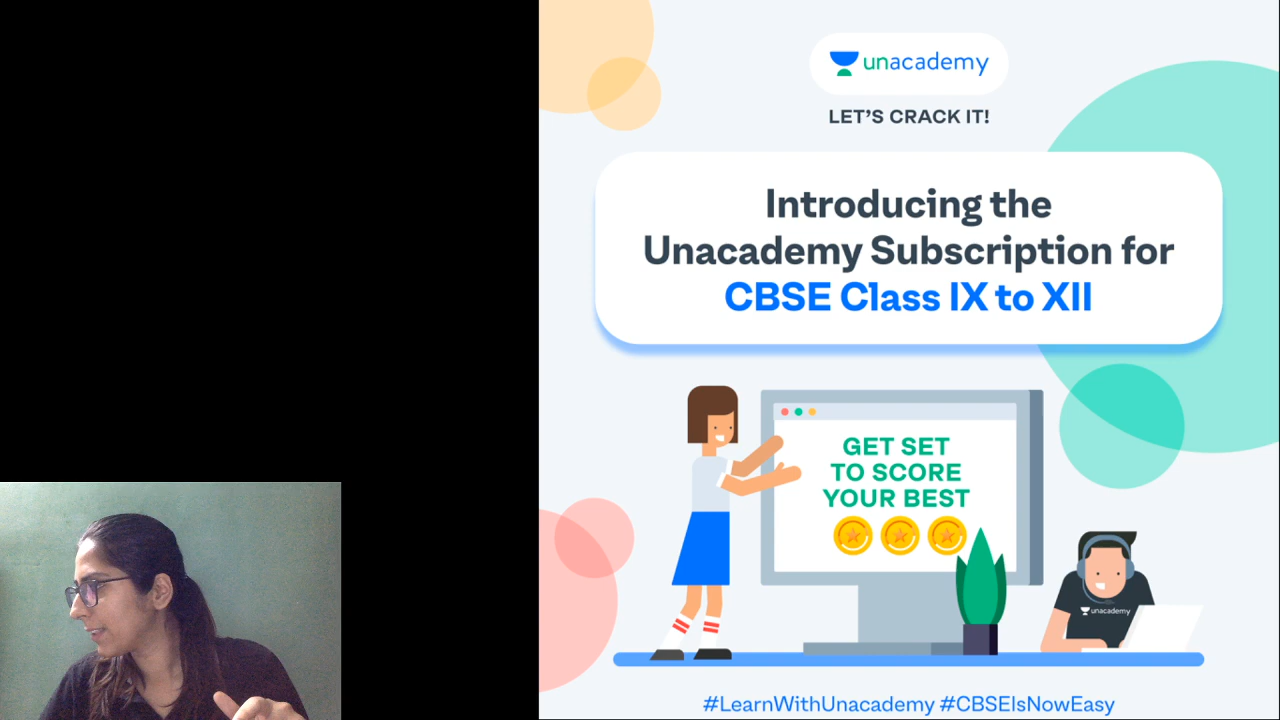 unacademy
LET'S CRACK IT!
Introducing the
Unacademy Subscription for
CBSE Class IX to XII
GET SET
TO SCORE
YOUR BEST
unacademy
#LearnWithUnacademy #CBSEIsNowEasy